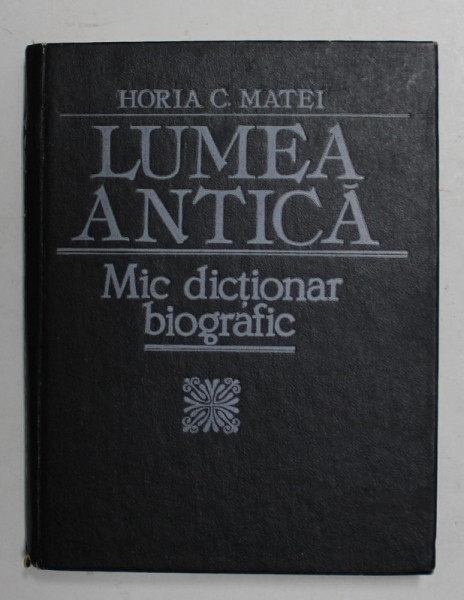 HORIA C. MATEI
LUMEA
ANTICĂ
Mic dicționar
biografic